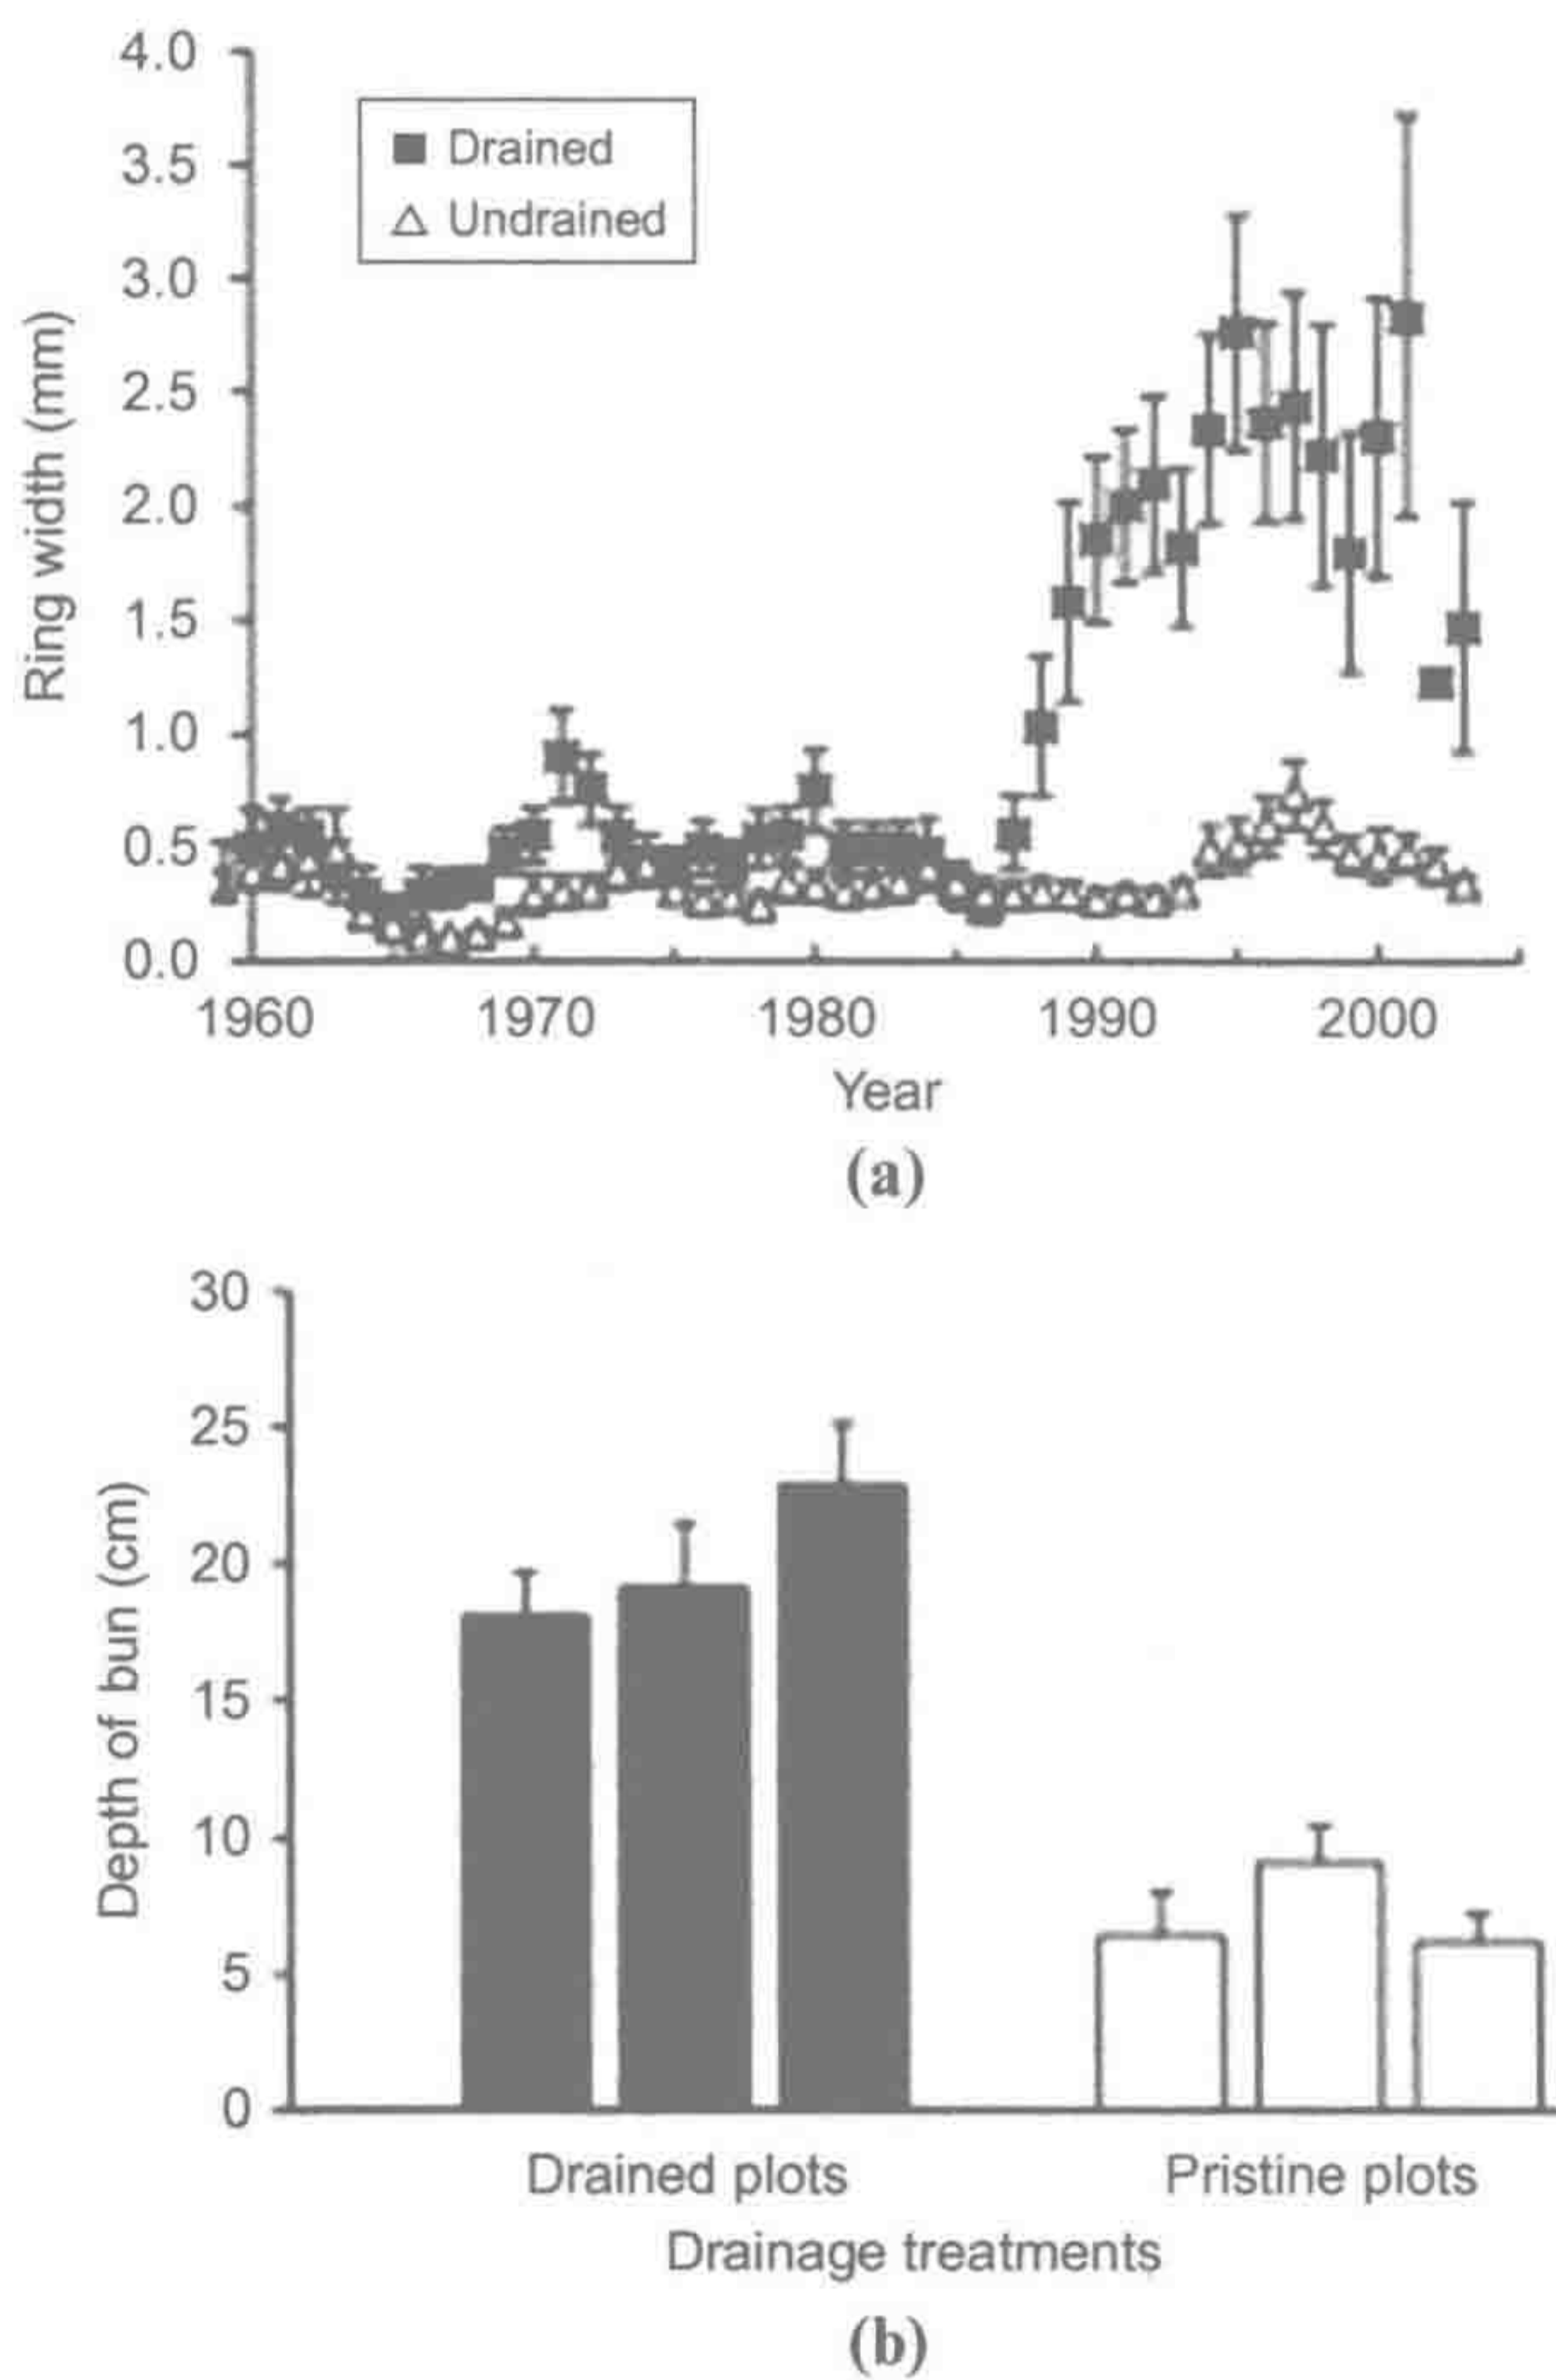 4.0
3.5
3.0
2.5
2.0
1.5
1.0
0.5
0.0
Ring width (mm)
Drained
Undrained
1960 1970 1980 1990 2000
Year
(a)
30
25
20
15
10
5
0
Depth of bun (cm)
Drained plots Pristine plots
Drainage treatments
(b)